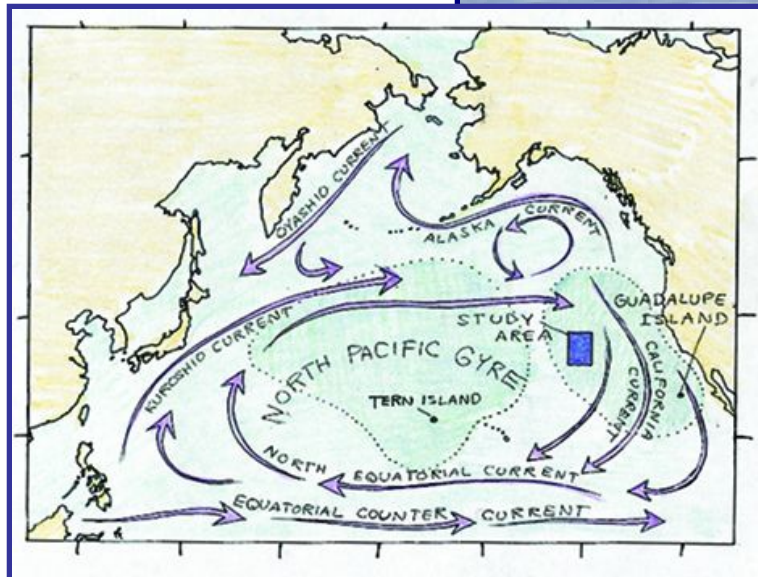 OYASHIO CURRENT
ALASKA CURRENT
GUADALUPE
ISLAND
STUDY
AREA
KUROSHIO CURRENT
NORTH PACIFIC GYRE
CALIFORNIA
CURRENT
TERN ISLAND
NORTH EQUATORIAL CURRENT
EQUATORIAL COUNTER CURRENT